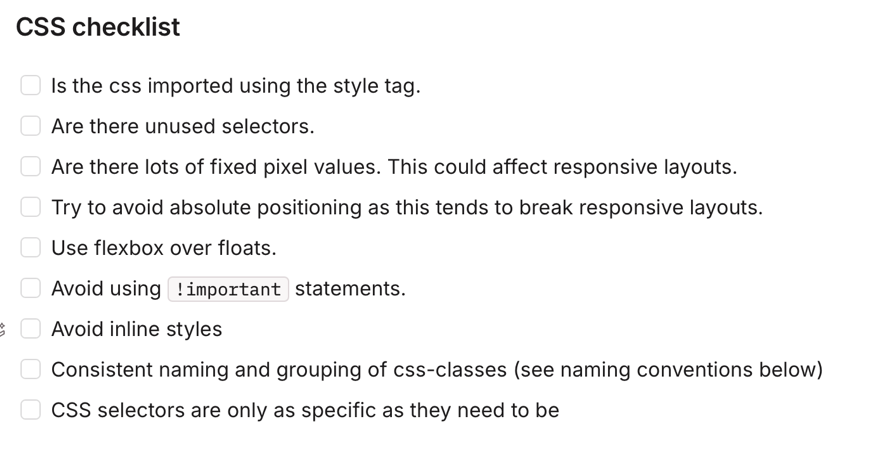 CSS checklist
Is the css imported using the style tag.
Are there unused selectors.
Are there lots of fixed pixel values. This could affect responsive layouts.
Try to avoid absolute positioning as this tends to break responsive layouts.
Use flexbox over floats.
Avoid using !important statements.
Avoid inline styles
Consistent naming and grouping of css-classes (see naming conventions below)
CSS selectors are only as specific as they need to be